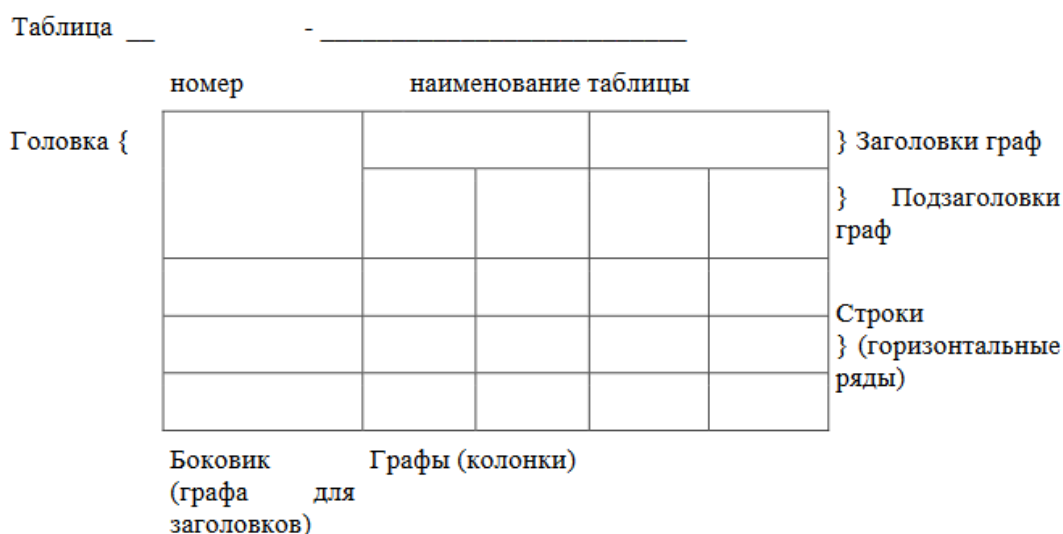 Таблица __ - __________________________
номер наименование таблицы
Головка {
} Заголовки граф
} Подзаголовки
граф
Строки
} (горизонтальные
ряды)
Боковик Графы (колонки)
(графа для
заголовков)